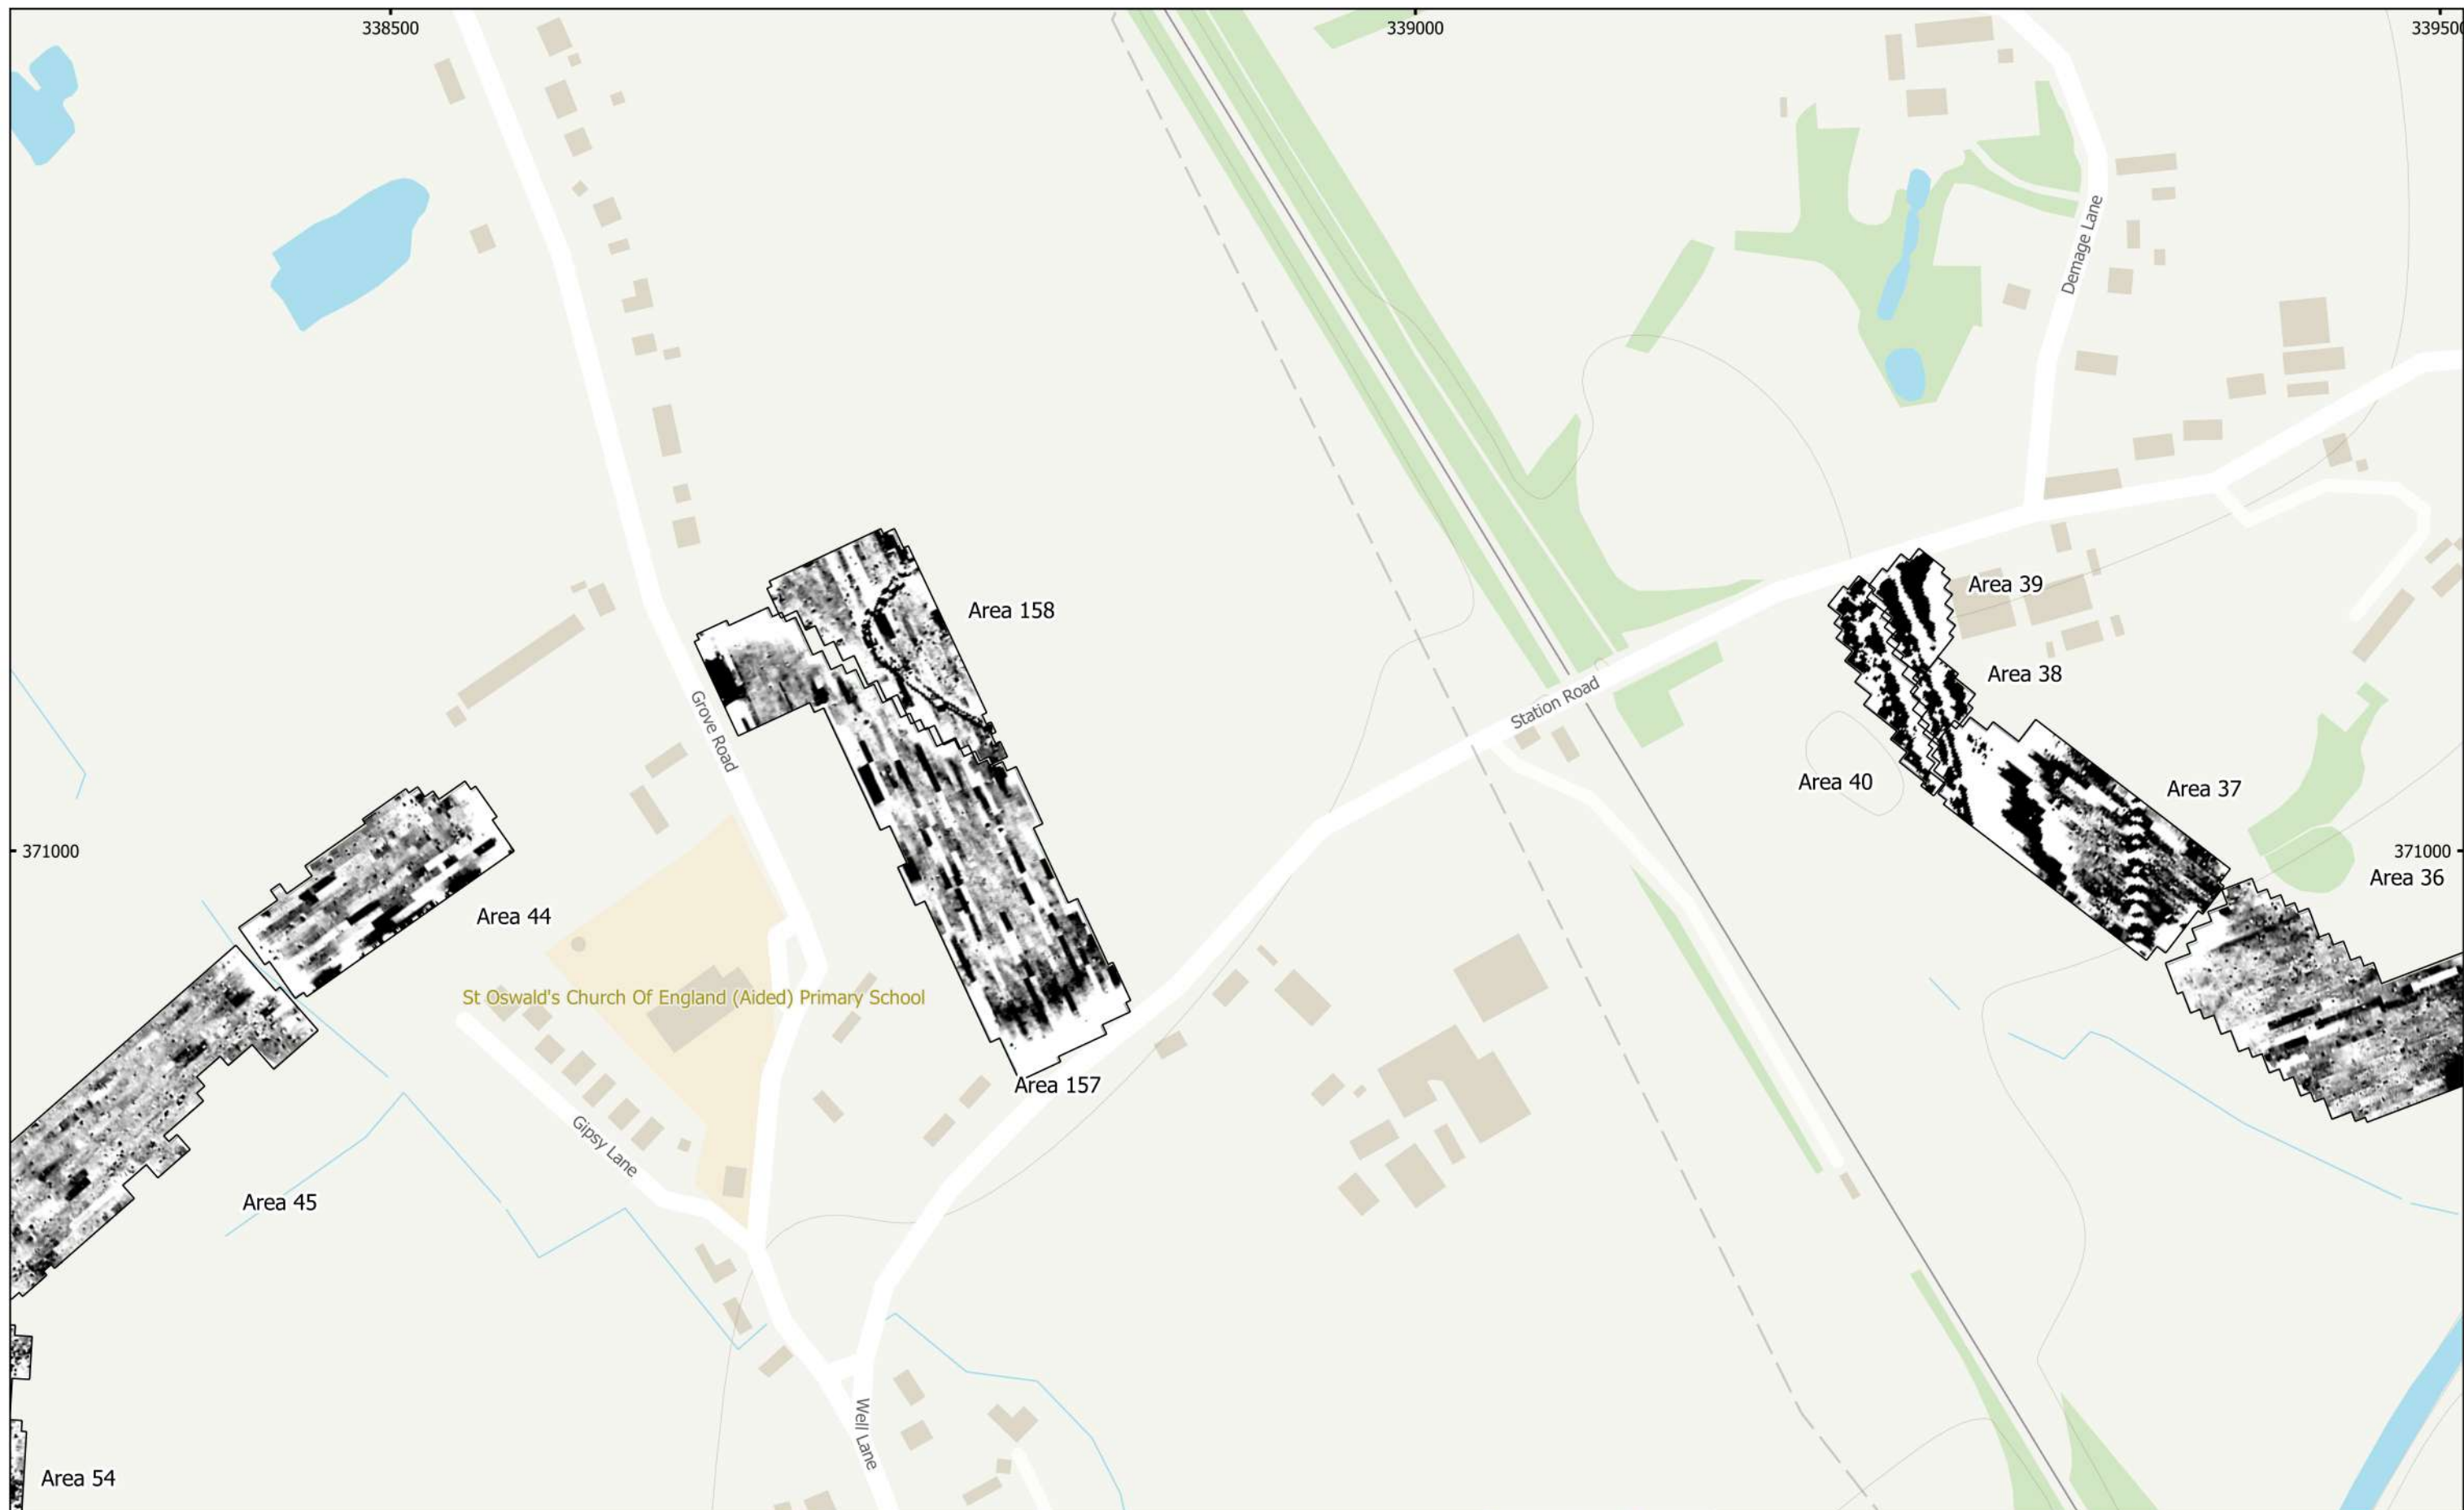 338500
339000
339500
Demage Lane
Area 39
Area 158
Area 38
Station Road
Grove Road
Area 40
Area 37
371000
371000
Area 36
Area 44
St Oswald's Church Of England (Aided) Primary School
Area 157
Gipsy Lane
Area 45
Well Lane
Area 54